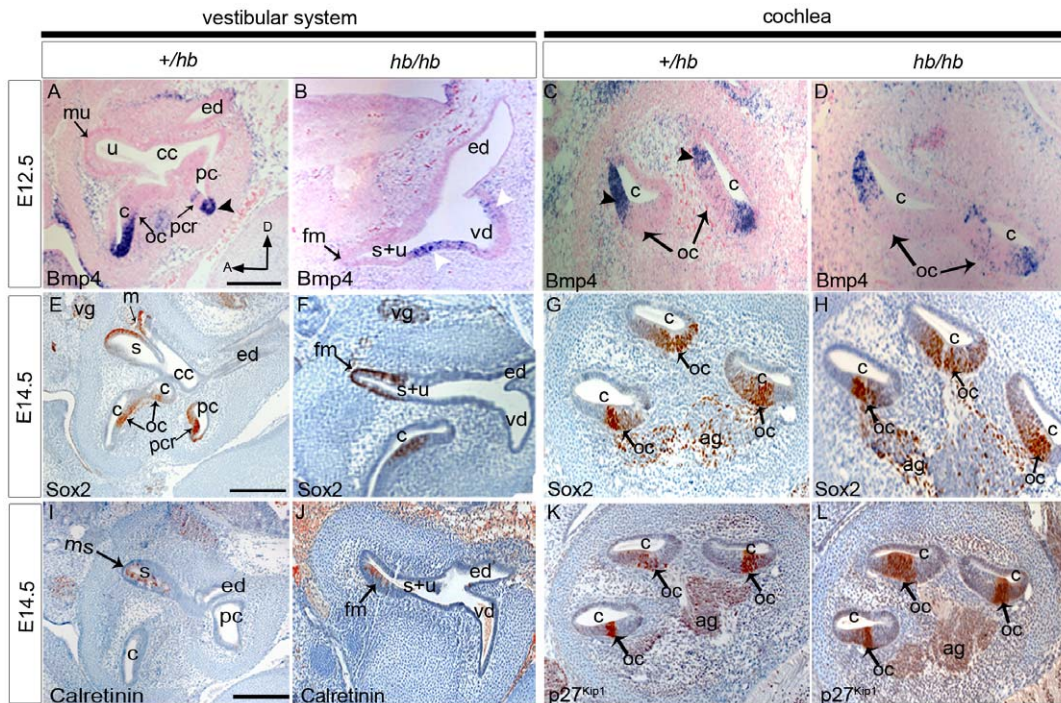 vestibular system cochlea
+/hb hb/hb +/hb hb/hb
E12.5
A mu u cc ed pc c oc pcr D A Bmp4
B ed vd s+u fm Bmp4
C c c oc Bmp4
D c c oc Bmp4
E14.5
E vg m s cc ed c c oc pc pcr Sox2
F vg fm s+u ed vd c Sox2
G c c c oc oc oc ag Sox2
H c c c oc oc oc ag Sox2
E14.5
I ms s ed pc c Calretinin
J s+u ed fm vd Calretinin
K c c oc oc c ag oc p27Kip1
L c c oc oc c ag oc p27Kip1